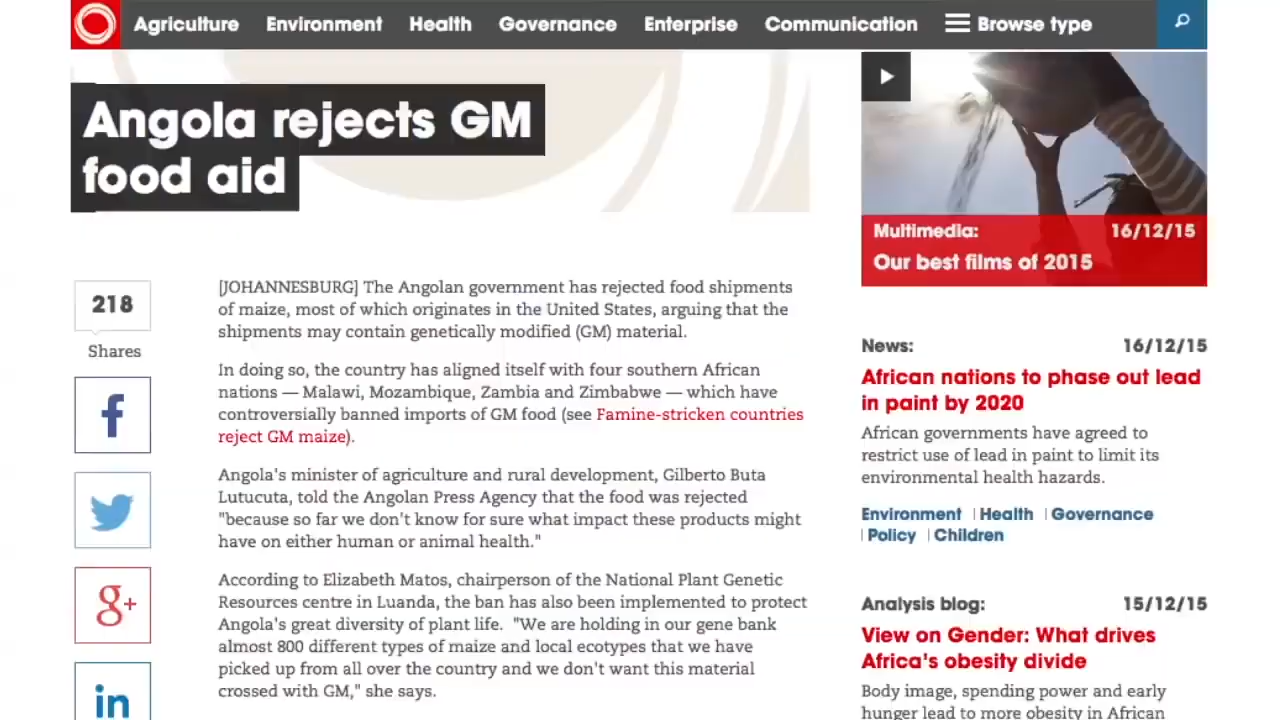 Agriculture Environment Health Governance Enterprise Communication Browse type
Angola rejects GM
food aid
218
Shares
f
g+
in
[JOHANNESBURG] The Angolan government has rejected food shipments
of maize, most of which originates in the United States, arguing that the
shipments may contain genetically modified (GM) material.
In doing so, the country has aligned itself with four southern African
nations — Malawi, Mozambique, Zambia and Zimbabwe — which have
controversially banned imports of GM food (see Famine-stricken countries
reject GM maize).
Angola's minister of agriculture and rural development, Gilberto Buta
Lutucuta, told the Angolan Press Agency that the food was rejected
"because so far we don't know for sure what impact these products might
have on either human or animal health."
According to Elizabeth Matos, chairperson of the National Plant Genetic
Resources centre in Luanda, the ban has also been implemented to protect
Angola's great diversity of plant life. "We are holding in our gene bank
almost 800 different types of maize and local ecotypes that we have
picked up from all over the country and we don't want this material
crossed with GM," she says.
Multimedia: 16/12/15
Our best films of 2015
News: 16/12/15
African nations to phase out lead
in paint by 2020
African governments have agreed to
restrict use of lead in paint to limit its
environmental health hazards.
Environment | Health | Governance
| Policy | Children
Analysis blog: 15/12/15
View on Gender: What drives
Africa's obesity divide
Body image, spending power and early
hunger lead to more obesity in African